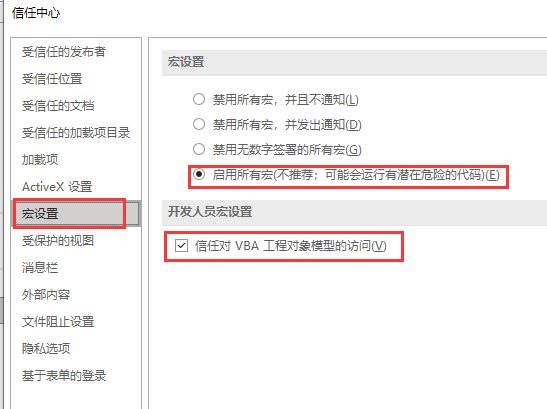 信任中心
受信任的发布者
受信任位置
受信任的文档
受信任的加载项目录
加载项
ActiveX 设置
宏设置
受保护的视图
消息栏
外部内容
文件阻止设置
隐私选项
基于表单的登录
宏设置
禁用所有宏，并且不通知(L)
禁用所有宏，并发出通知(D)
禁用无数字签署的所有宏(G)
启用所有宏(不推荐；可能会运行有潜在危险的代码)(E)
开发人员宏设置
信任对 VBA 工程对象模型的访问(V)